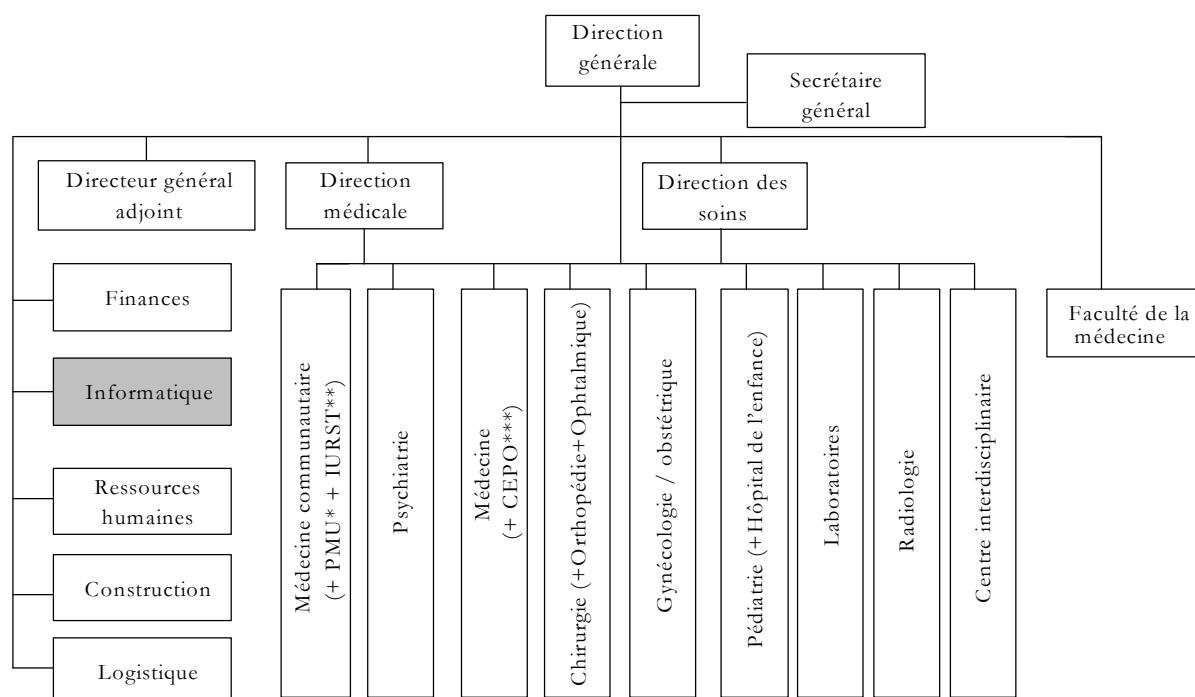 Direction
générale
Secrétaire
général
Directeur général
adjoint
Direction
médicale
Direction des
soins
Finances
Informatique
Ressources
humaines
Construction
Logistique
Médecine communautaire
(+ PMU* + IURST**)
Psychiatrie
Médecine
(+ CEPO***)
Chirurgie (+Orthopédie+Ophtalmique)
Gynécologie / obstétrique
Pédiatrie (+Hôpital de l'enfance)
Laboratoires
Radiologie
Centre interdisciplinaire
Faculté de la
médecine